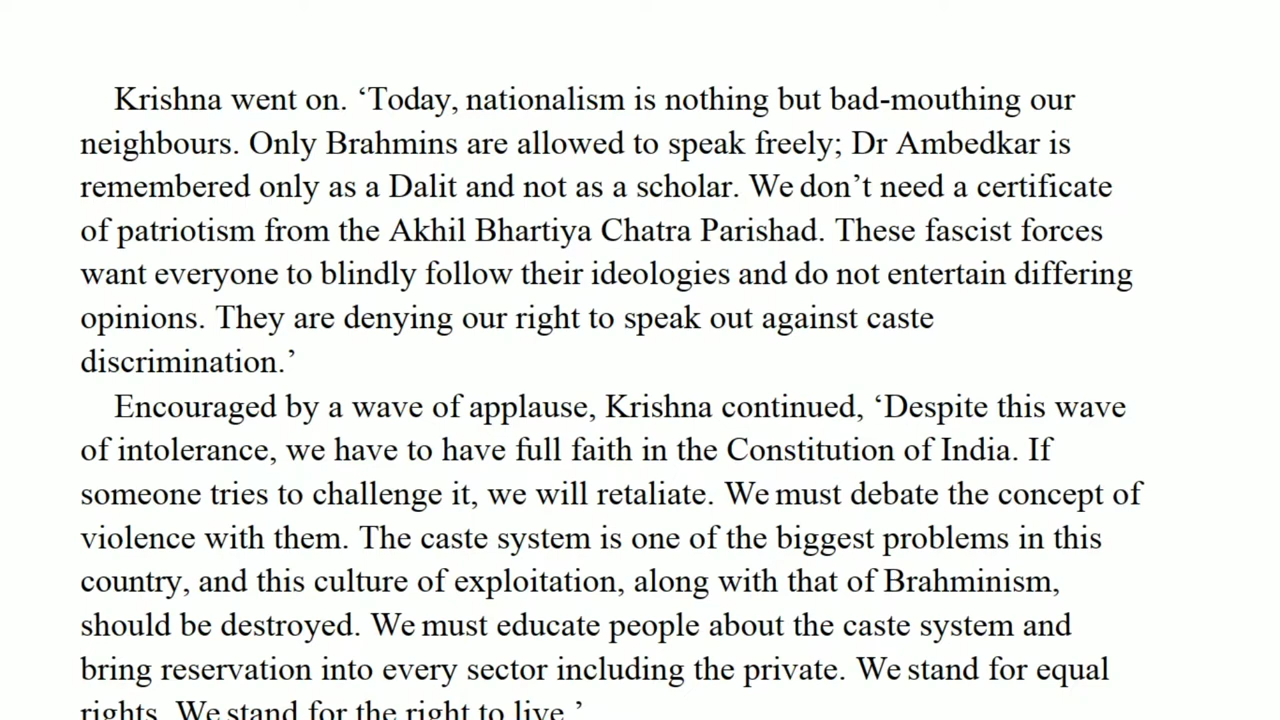 Krishna went on. ‘Today, nationalism is nothing but bad-mouthing our
neighbours. Only Brahmins are allowed to speak freely; Dr Ambedkar is
remembered only as a Dalit and not as a scholar. We don’t need a certificate
of patriotism from the Akhil Bhartiya Chatra Parishad. These fascist forces
want everyone to blindly follow their ideologies and do not entertain differing
opinions. They are denying our right to speak out against caste
discrimination.’
Encouraged by a wave of applause, Krishna continued, ‘Despite this wave
of intolerance, we have to have full faith in the Constitution of India. If
someone tries to challenge it, we will retaliate. We must debate the concept of
violence with them. The caste system is one of the biggest problems in this
country, and this culture of exploitation, along with that of Brahminism,
should be destroyed. We must educate people about the caste system and
bring reservation into every sector including the private. We stand for equal
rights. We stand for the right to live.’